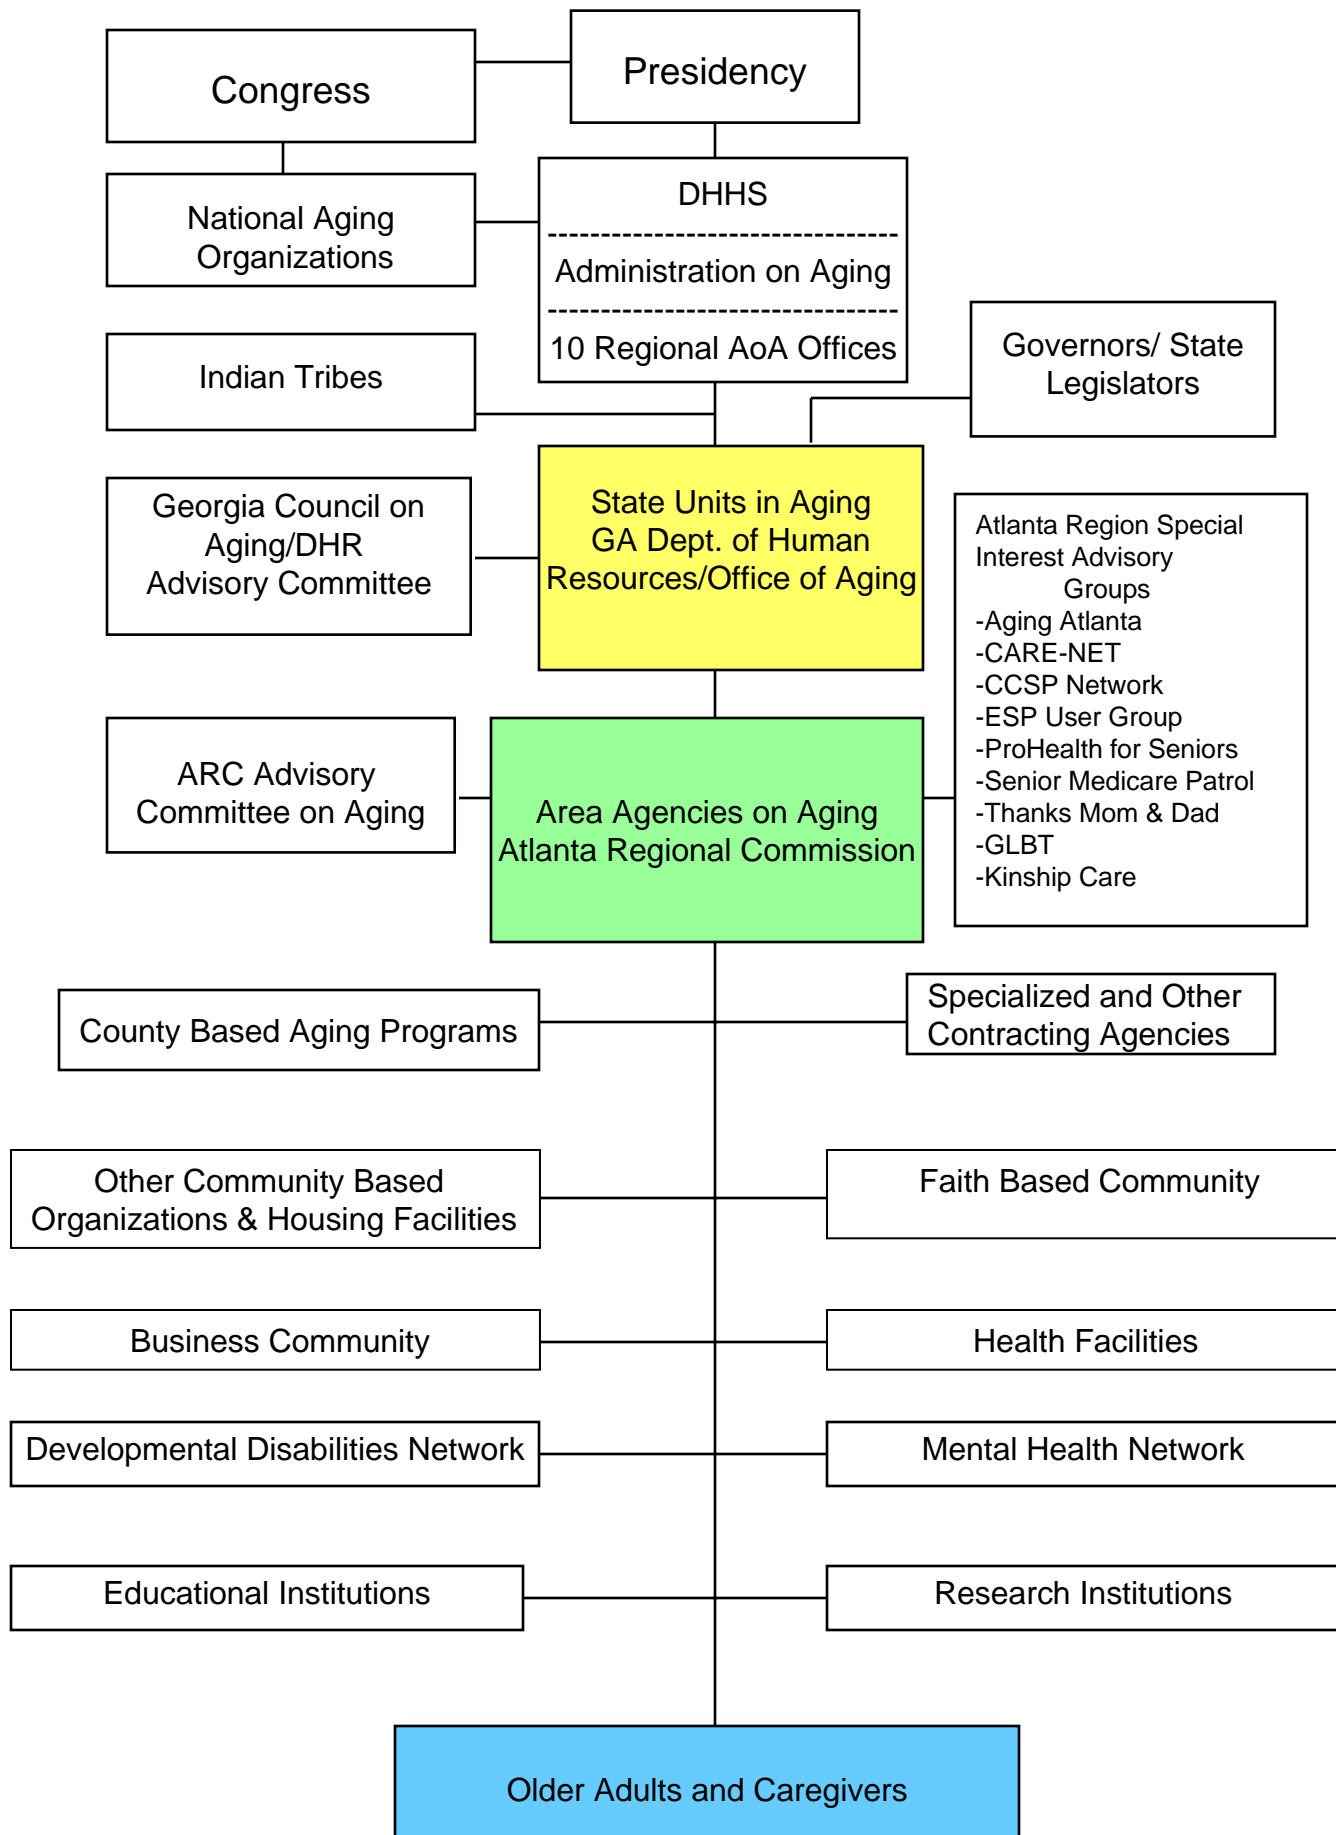 Congress
Presidency
National Aging
Organizations
DHHS
Administration on Aging
10 Regional AoA Offices
Indian Tribes
Governors/ State
Legislators
Georgia Council on
Aging/DHR
Advisory Committee
State Units in Aging
GA Dept. of Human
Resources/Office of Aging
Atlanta Region Special
Interest Advisory
Groups
-Aging Atlanta
-CARE-NET
-CCSP Network
-ESP User Group
-ProHealth for Seniors
-Senior Medicare Patrol
-Thanks Mom & Dad
-GLBT
-Kinship Care
ARC Advisory
Committee on Aging
Area Agencies on Aging
Atlanta Regional Commission
County Based Aging Programs
Specialized and Other
Contracting Agencies
Other Community Based
Organizations & Housing Facilities
Faith Based Community
Business Community
Health Facilities
Developmental Disabilities Network
Mental Health Network
Educational Institutions
Research Institutions
Older Adults and Caregivers